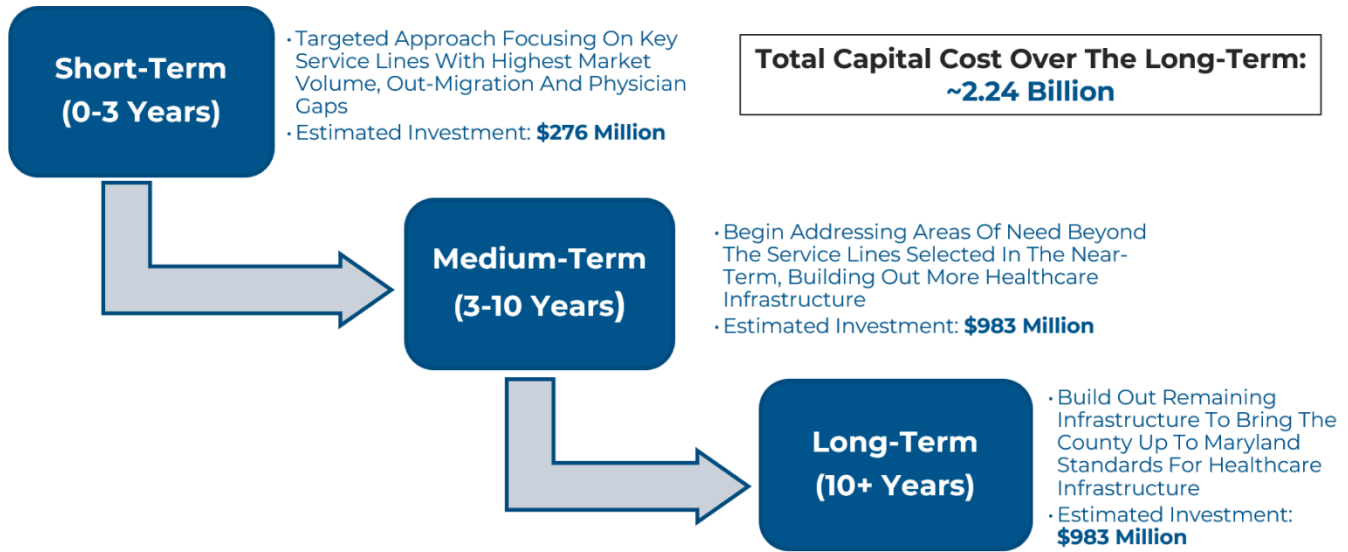 Short-Term
(0-3 Years)
· Targeted Approach Focusing On Key
Service Lines With Highest Market
Volume, Out-Migration And Physician
Gaps
· Estimated Investment: $276 Million
Total Capital Cost Over The Long-Term:
~2.24 Billion
Medium-Term
(3-10 Years)
· Begin Addressing Areas Of Need Beyond
The Service Lines Selected In The Near-
Term, Building Out More Healthcare
Infrastructure
· Estimated Investment: $983 Million
Long-Term
(10+ Years)
· Build Out Remaining
Infrastructure To Bring The
County Up To Maryland
Standards For Healthcare
Infrastructure
· Estimated Investment:
$983 Million